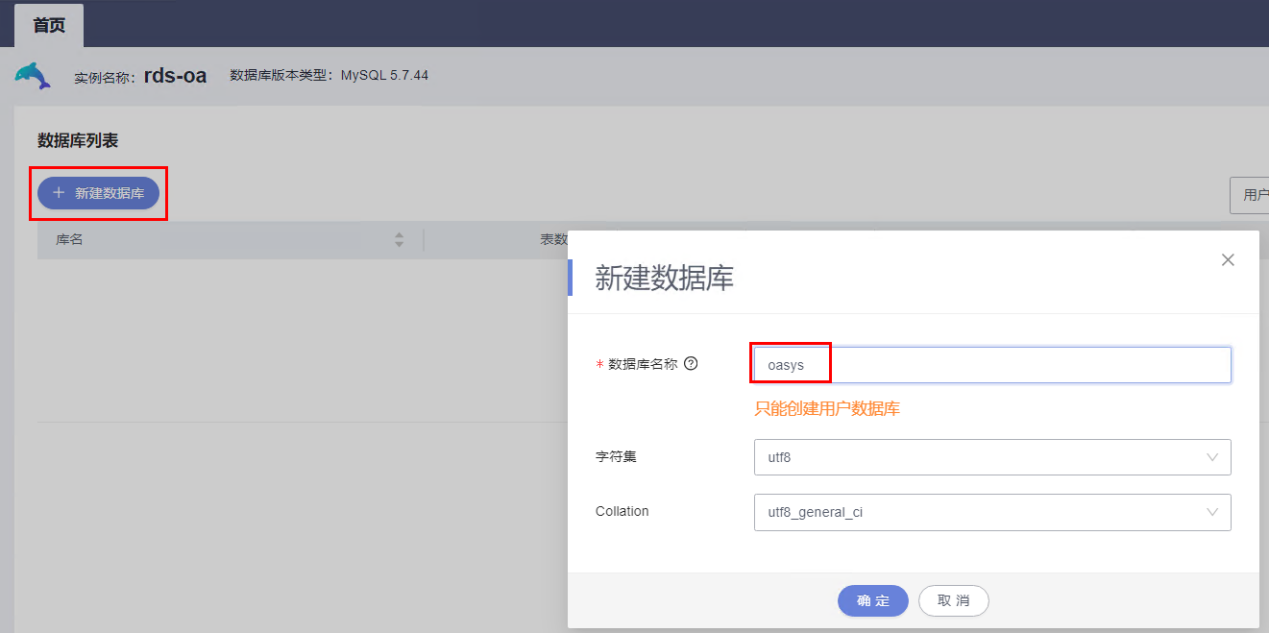 首页
实例名称：rds-oa 数据库版本类型：MySQL 5.7.44
数据库列表
+ 新建数据库
用户
库名 表数
新建数据库
* 数据库名称 ?
oasys
只能创建用户数据库
字符集 utf8
Collation utf8_general_ci
确定 取消